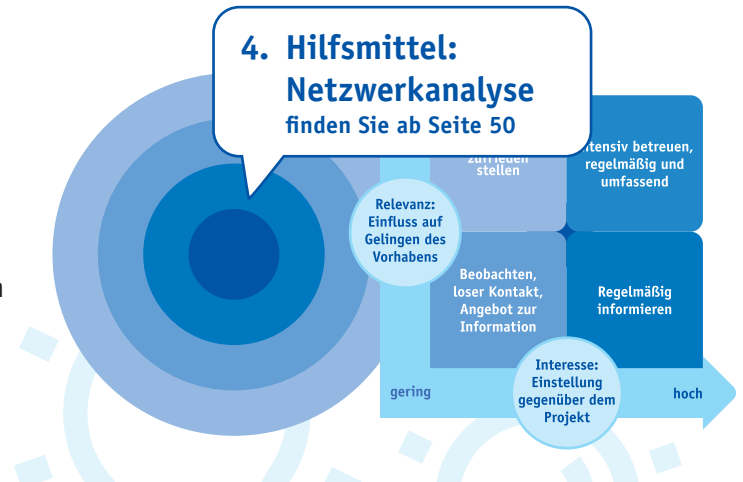 4. Hilfsmittel:
Netzwerkanalyse
finden Sie ab Seite 50
zufrieden
stellen
betreuen,
regelmäßig und
umfassend
Relevanz:
Einfluss auf
Gelingen des
Vorhabens
Beobachten,
loser Kontakt,
Angebot zur
Information
Regelmäßig
informieren
Interesse:
Einstellung
gegenüber dem
Projekt
gering
hoch